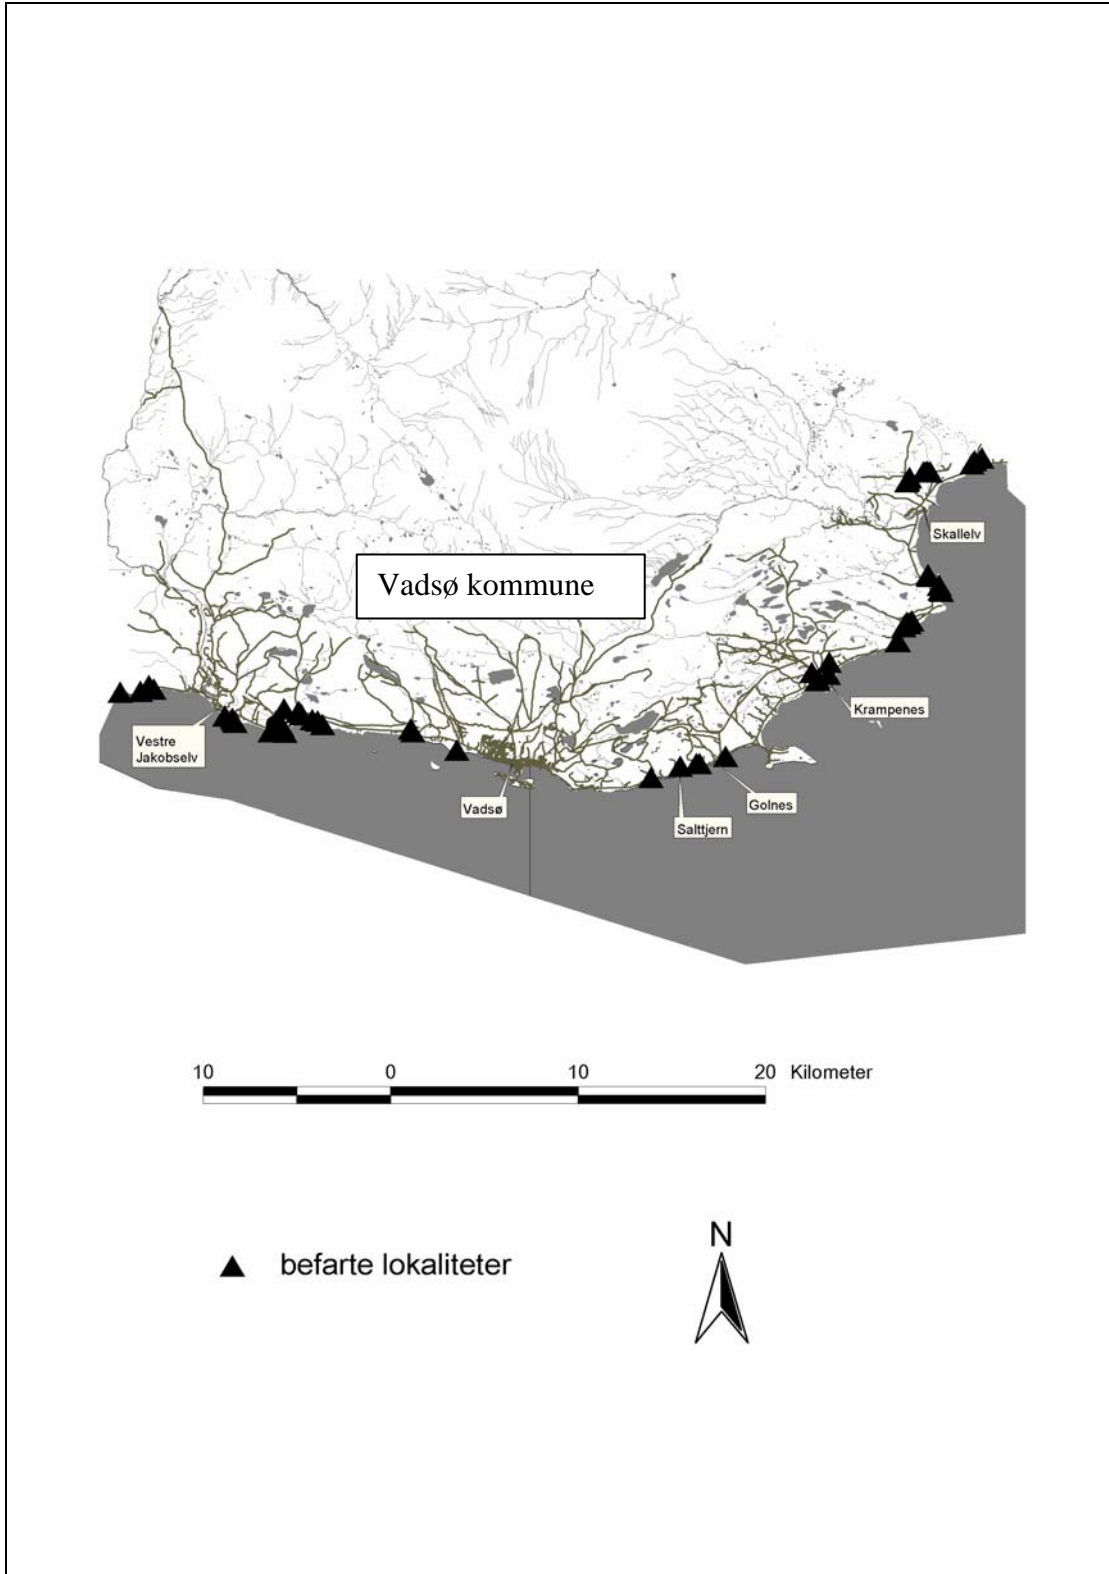 Vadsø kommune
Skallelv
Krampenes
Vestre
Jakobselv
Vadsø
Golnes
Salttjern
10 0 10 20 Kilometer
N
befarte lokaliteter